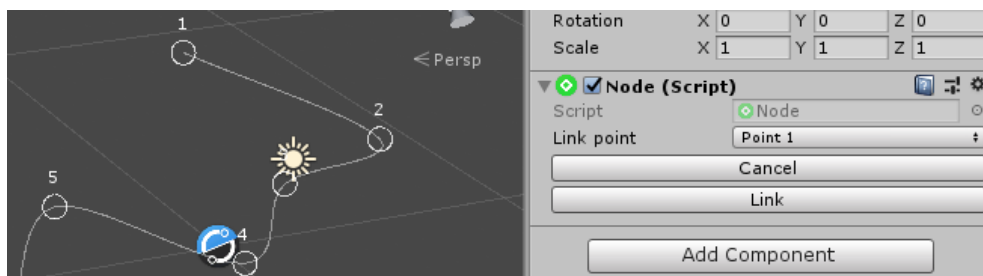 1
2
5
4
Persp
Rotation X 0 Y 0 Z 0
Scale X 1 Y 1 Z 1
Node (Script)
Script Node
Link point Point 1
Cancel
Link
Add Component